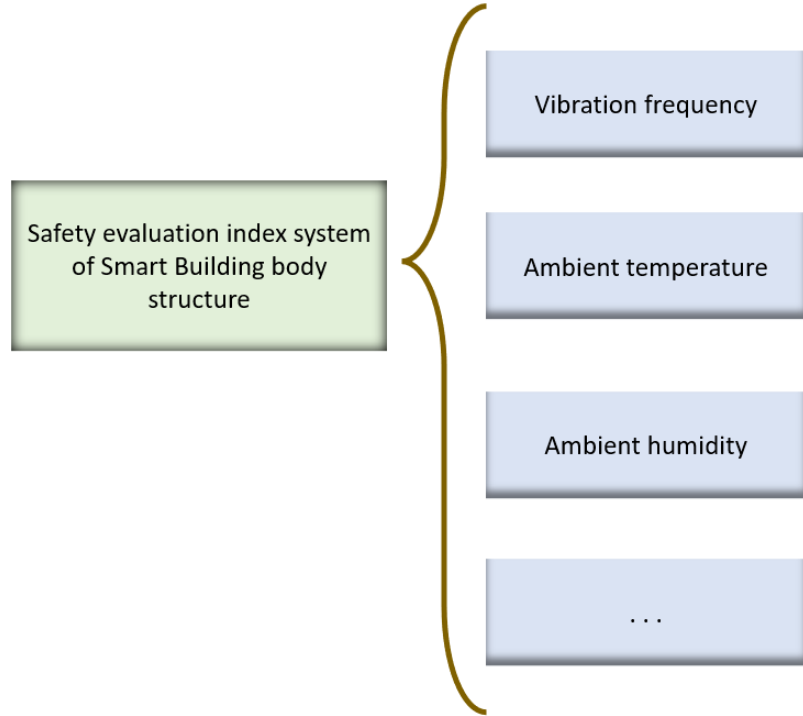 Safety evaluation index system
of Smart Building body
structure
Vibration frequency
Ambient temperature
Ambient humidity
. . .